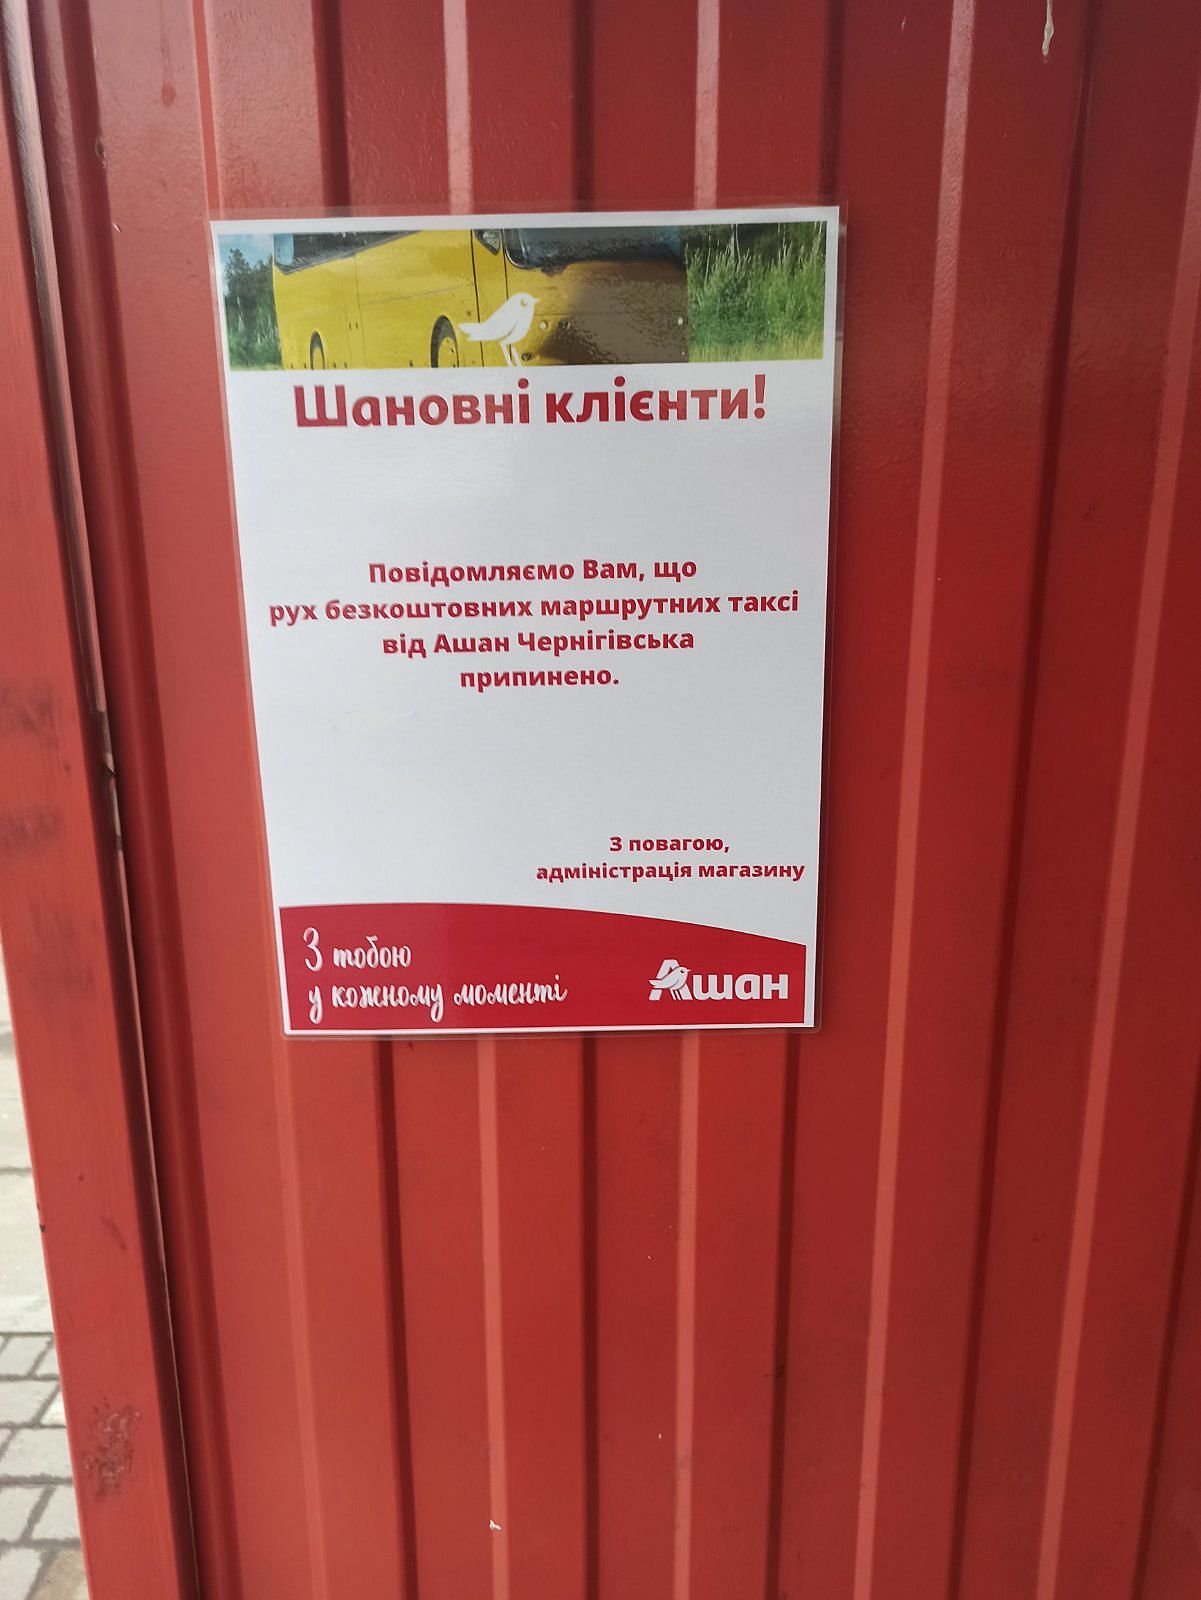 Шановні клієнти!
Повідомляємо Вам, що
рух безкоштовних маршрутних таксі
від Ашан Чернігівська
припинено.
З повагою,
адміністрація магазину
З тобою
у кожному моменті
Ашан